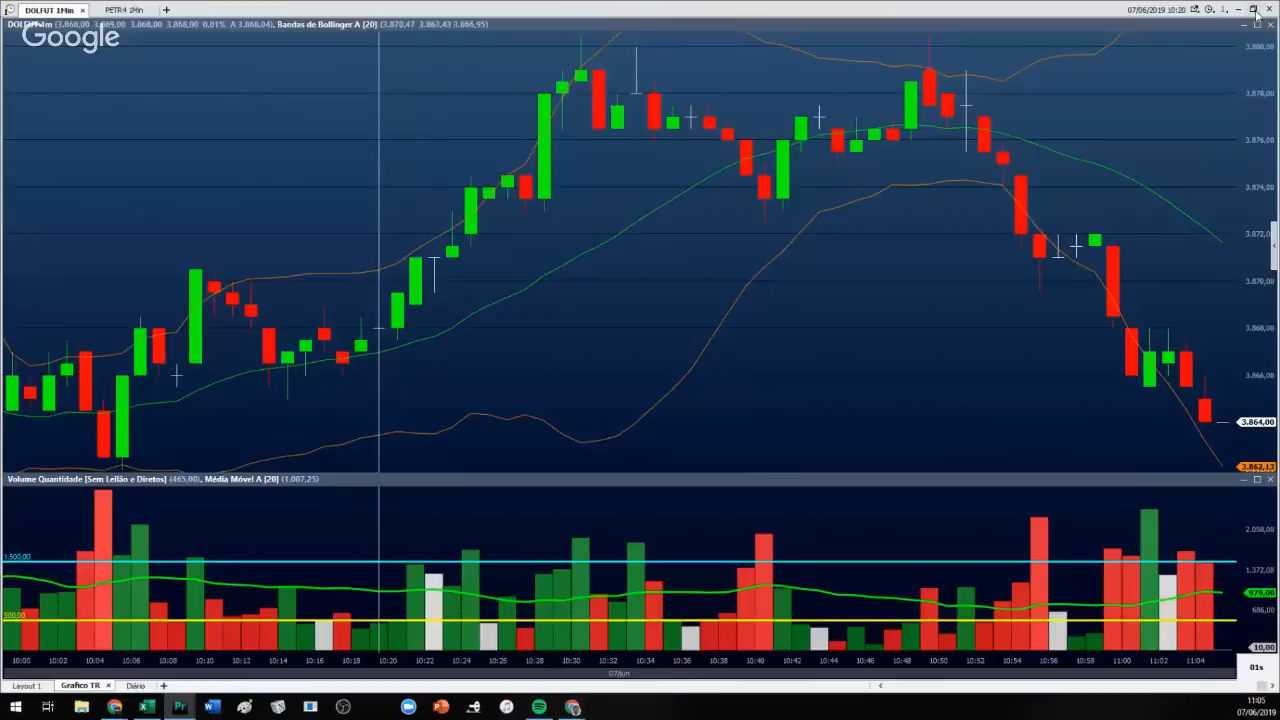 DOLFUT 1Min × PETR4 1Min + 07/06/2019 10:20
(3.868,00 3.869,00 3.868,00 3.868,00 0,01% A 3.868,04), Bandas de Bollinger A [20] (3.870,47 3.863,43 3.866,95)
Google
3.880,00
3.878,00
3.876,00
3.874,00
3.872,00
3.870,00
3.868,00
3.866,00
3.864,00
3.862,13
Volume Quantidade [Sem Leilão e Diretos] (465,00), Média Móvel A [20] (1.007,25)
2.058,00
1.500,00
1.372,00
979,00
686,00
500,00
10,00
10:00 10:02 10:04 10:06 10:08 10:10 10:12 10:14 10:16 10:18 10:20 10:22 10:24 10:26 10:28 10:30 10:32 10:34 10:36 10:38 10:40 10:42 10:44 10:46 10:48 10:50 10:52 10:54 10:56 10:58 11:00 11:02 11:04
01s
07/jun
Layout 1 Grafico TR × Diário +
11:05
07/06/2019